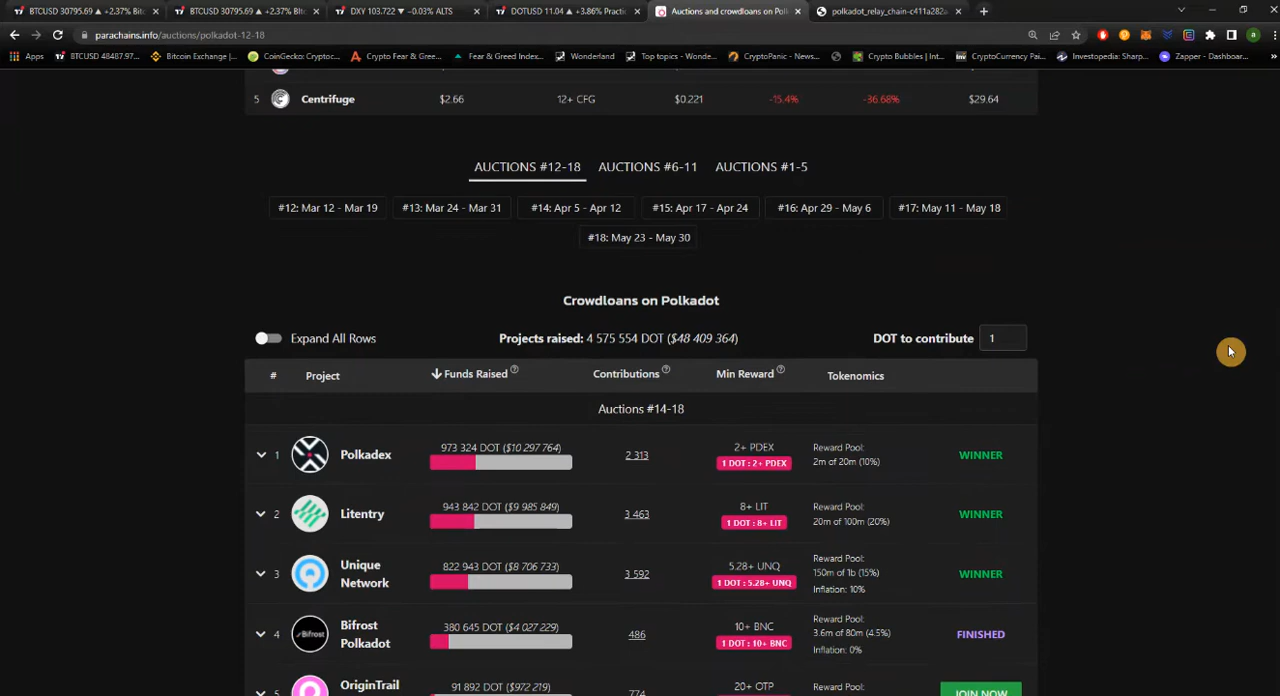 BTCUSD 30795.69 ▲ +2.37% Bitc
BTCUSD 30795.69 ▲ +2.37% Bitc
DXY 103.722 ▼ −0.03% ALTS
DOTUSD 11.04 ▲ +3.86% Practi
Auctions and crowdloans on Pol
polkadot_relay_chain-c411a282
parachains.info/auctions/polkadot-12-18
a
Apps
BTCUSD 48487.97...
Bitcoin Exchange |...
CoinGecko: Cryptoc...
Crypto Fear & Gree...
Fear & Greed Index...
Wonderland
Top topics - Wonde...
CryptoPanic - News...
Crypto Bubbles | Int...
CryptoCurrency Pai...
Investopedia: Sharp...
Zapper - Dashboar...
»
5 Centrifuge $2.66 12+ CFG $0.221 -15.4% -36.68% $29.64
AUCTIONS #12-18 AUCTIONS #6-11 AUCTIONS #1-5
#12: Mar 12 - Mar 19 #13: Mar 24 - Mar 31 #14: Apr 5 - Apr 12 #15: Apr 17 - Apr 24 #16: Apr 29 - May 6 #17: May 11 - May 18
#18: May 23 - May 30
Crowdloans on Polkadot
Expand All Rows Projects raised: 4 575 554 DOT ($48 409 364) DOT to contribute 1
# Project Funds Raised Contributions Min Reward Tokenomics
Auctions #14-18
1 Polkadex 973 324 DOT ($10 297 764) 2 313 2+ PDEX Reward Pool: WINNER
1 DOT : 2+ PDEX 2m of 20m (10%)
2 Litentry 943 842 DOT ($9 985 849) 3 463 8+ LIT Reward Pool: WINNER
1 DOT : 8+ LIT 20m of 100m (20%)
3 Unique 822 943 DOT ($8 706 733) 3 592 5.28+ UNQ Reward Pool: WINNER
Network 1 DOT : 5.28+ UNQ 150m of 1b (15%)
Inflation: 10%
4 Bifrost 380 645 DOT ($4 027 229) 486 10+ BNC Reward Pool: FINISHED
Polkadot 1 DOT : 10+ BNC 3.6m of 80m (4.5%)
Inflation: 0%
5 OriginTrail 91 892 DOT ($972 219) 774 20+ OTP Reward Pool: JOIN NOW